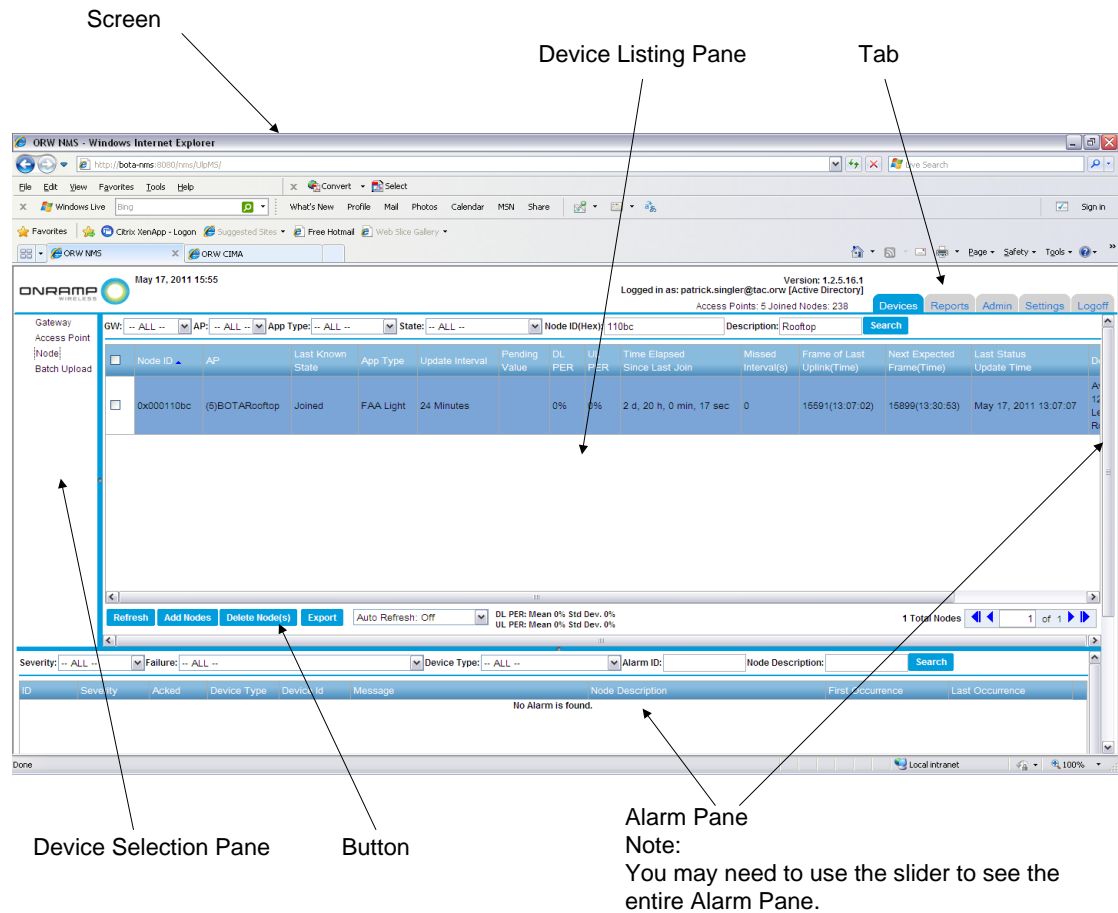 Screen
Device Listing Pane
Tab
ORW NMS - Windows Internet Explorer
http://bota-nms:8080/nms/UlpMS/
Live Search
File Edit View Favorites Tools Help
x Convert Select
x Windows Live Bing What's New Profile Mail Photos Calendar MSN Share Sign in
Favorites Citrix XenApp - Logon Suggested Sites Free Hotmail Web Slice Gallery
ORW NMS x ORW CIMA Page Safety Tools »
ONRAMP WIRELESS
May 17, 2011 15:55
Version: 1.2.5.16.1
Logged in as: patrick.singler@tac.orw [Active Directory]
Access Points: 5 Joined Nodes: 238
Devices Reports Admin Settings Logoff
Gateway
Access Point
Node
Batch Upload
GW: -- ALL -- AP: -- ALL -- App Type: -- ALL -- State: -- ALL -- Node ID(Hex): 110bc Description: Rooftop Search
Node ID AP Last Known State App Type Update Interval Pending Value DL PER UL PER Time Elapsed Since Last Join Missed Interval(s) Frame of Last Uplink(Time) Next Expected Frame(Time) Last Status Update Time
0x000110bc (5)BOTARooftop Joined FAA Light 24 Minutes 0% 0% 2 d, 20 h, 0 min, 17 sec 0 15591(13:07:02) 15899(13:30:53) May 17, 2011 13:07:07
Refresh Add Nodes Delete Node(s) Export Auto Refresh: Off
DL PER: Mean 0% Std Dev. 0%
UL PER: Mean 0% Std Dev. 0%
1 Total Nodes 1 of 1
Severity: -- ALL -- Failure: -- ALL -- Device Type: -- ALL -- Alarm ID: Node Description: Search
ID Severity Acked Device Type Device Id Message Node Description First Occurrence Last Occurrence
No Alarm is found.
Done Local intranet 100%
Device Selection Pane
Button
Alarm Pane
Note:
You may need to use the slider to see the
entire Alarm Pane.